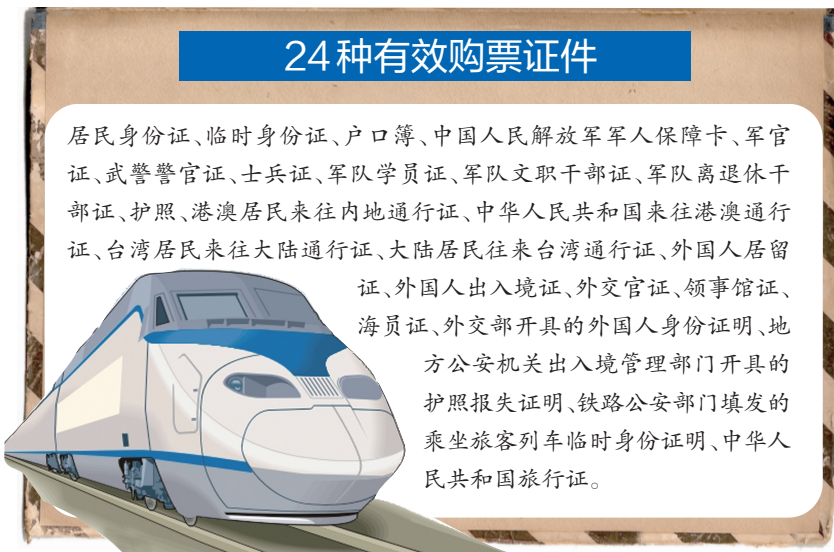 24种有效购票证件
居民身份证、临时身份证、户口簿、中国人民解放军军人保障卡、军官
证、武警警官证、士兵证、军队学员证、军队文职干部证、军队离退休干
部证、护照、港澳居民来往内地通行证、中华人民共和国来往港澳通行
证、台湾居民来往大陆通行证、大陆居民往来台湾通行证、外国人居留
证、外国人出入境证、外交官证、领事馆证、
海员证、外交部开具的外国人身份证明、地
方公安机关出入境管理部门开具的
护照报失证明、铁路公安部门填发的
乘坐旅客列车临时身份证明、中华人
民共和国旅行证。